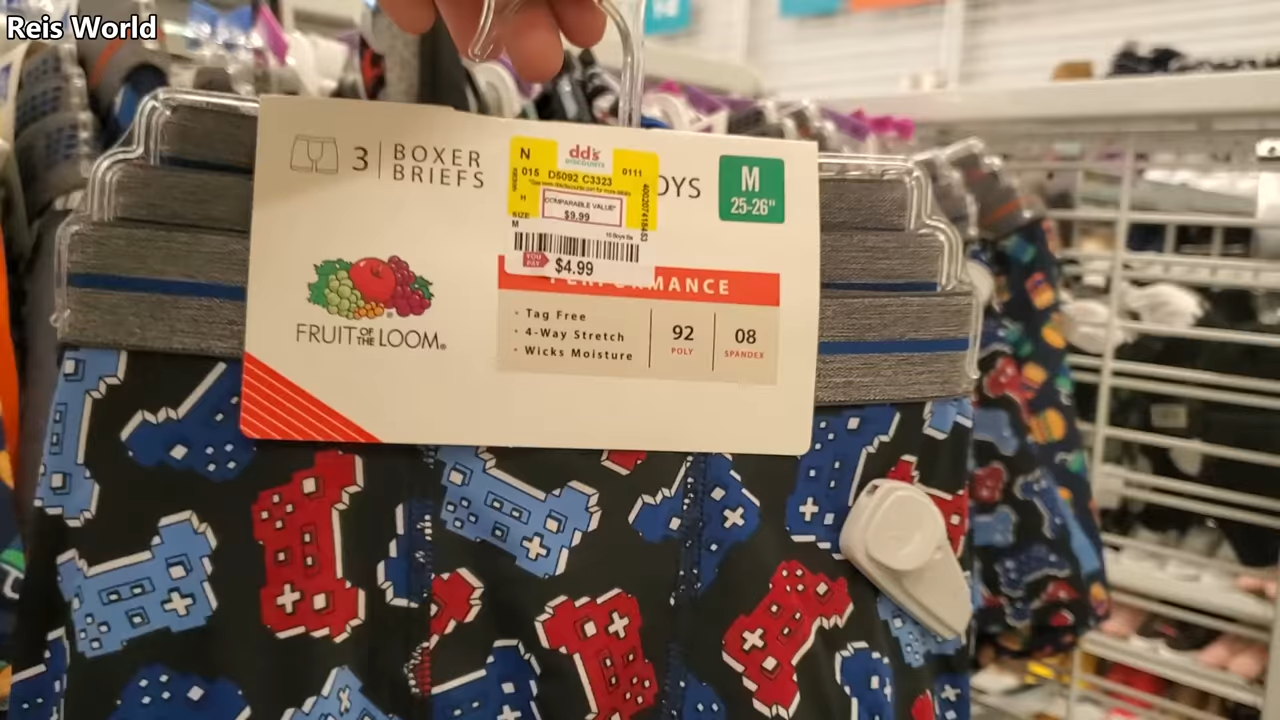 Reis World
3 | BOXER
BRIEFS
OYS
M
25-26"
N
dd's
DISCOUNTS
015 D5092 C3323
0111
COMPARABLE VALUE*
$9.99
H
SIZE
M
400207415453
YOU
PAY
$4.99
FRUIT OF THE LOOM®
PERFORMANCE
• Tag Free
• 4-Way Stretch
• Wicks Moisture
92
POLY
08
SPANDEX